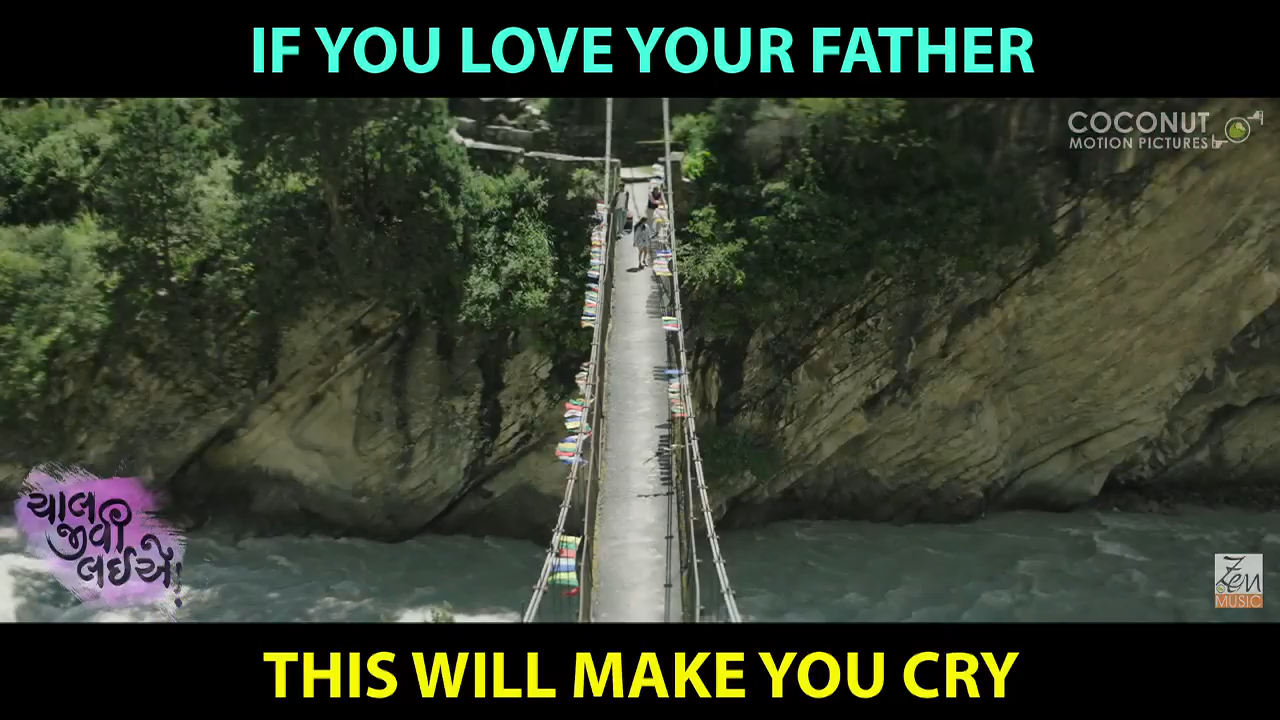 IF YOU LOVE YOUR FATHER
COCONUT
MOTION PICTURES
ચાલ
જીવી
લઈએ!
Zen
MUSIC
THIS WILL MAKE YOU CRY